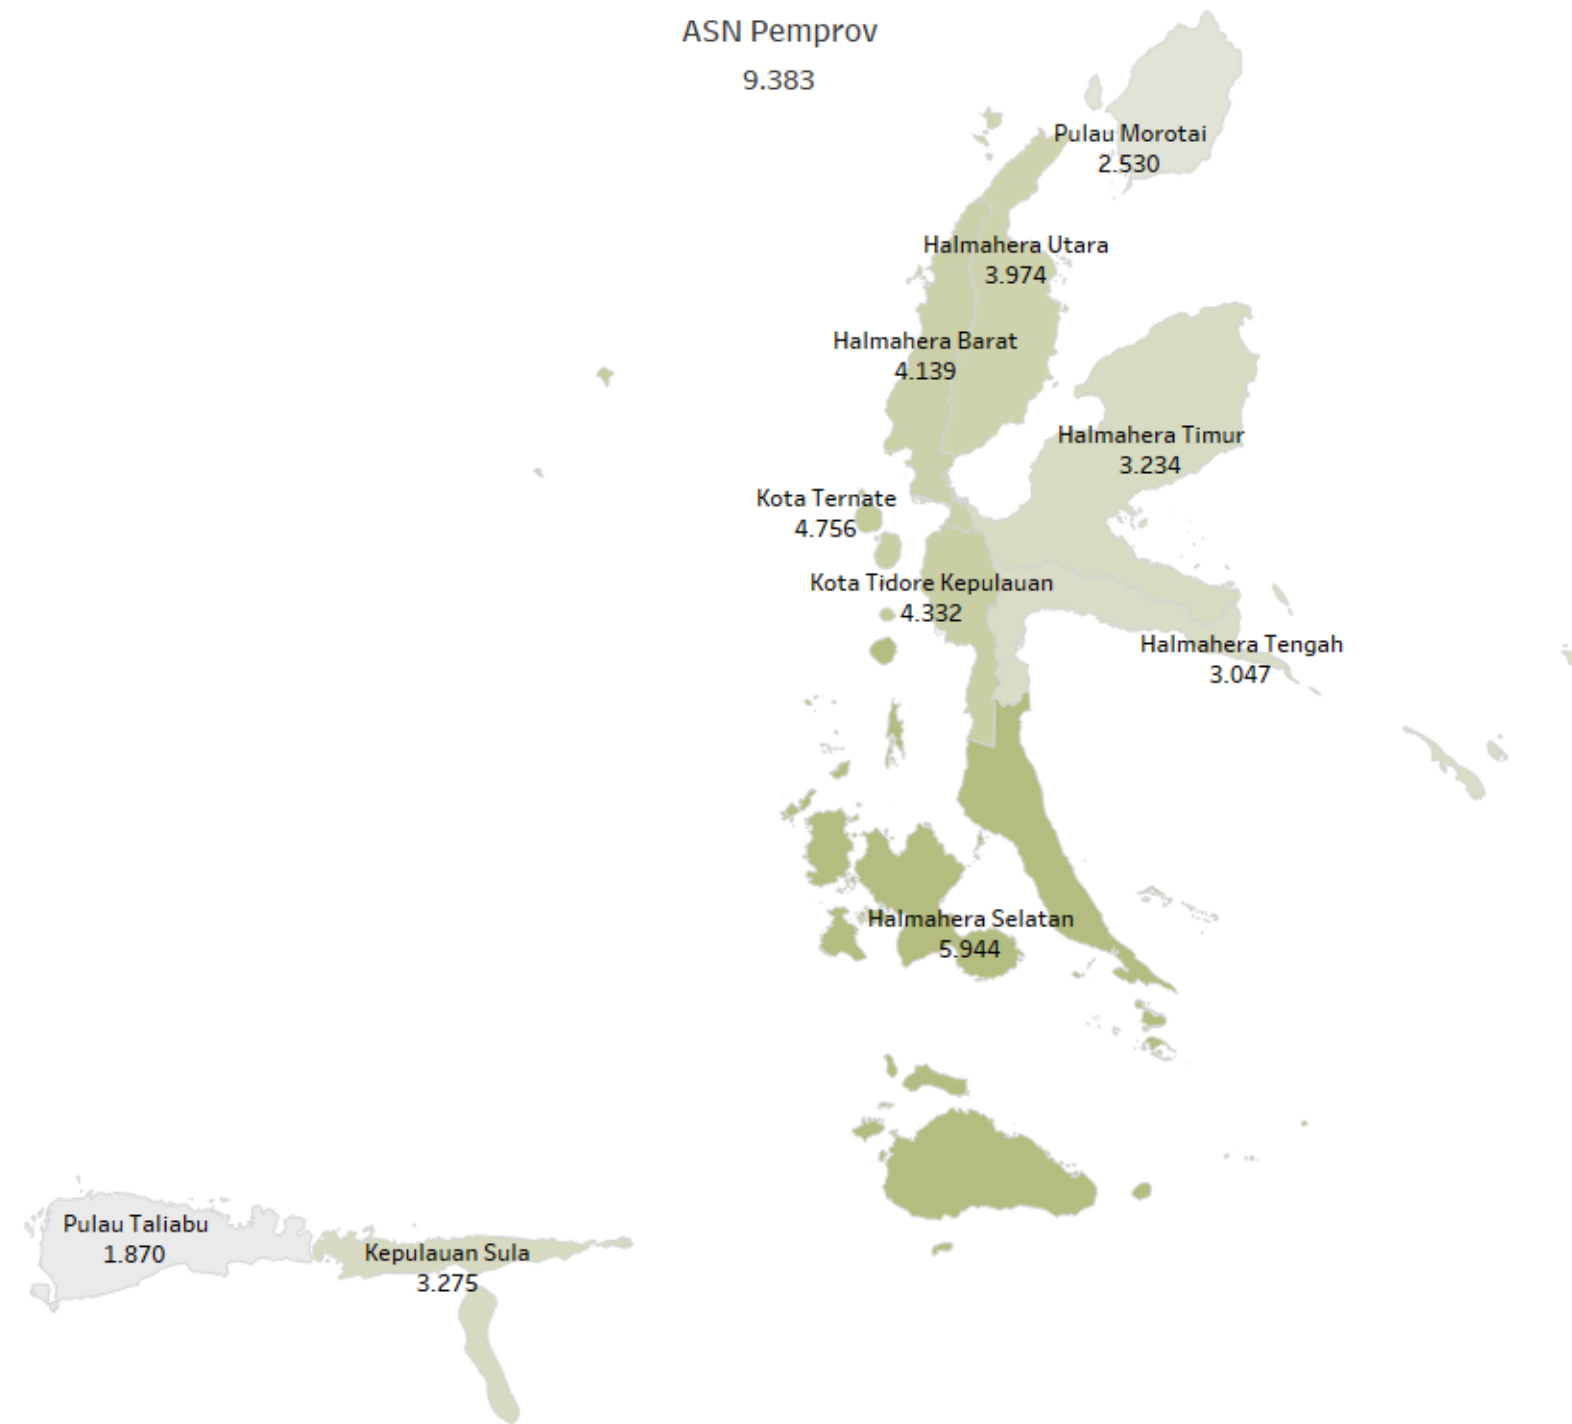 ASN Pemprov
9.383
Pulau Morotai
2.530
Halmahera Utara
3.974
Halmahera Barat
4.139
Halmahera Timur
3.234
Kota Ternate
4.756
Kota Tidore Kepulauan
4.332
Halmahera Tengah
3.047
Halmahera Selatan
5.944
Pulau Taliabu
1.870
Kepulauan Sula
3.275